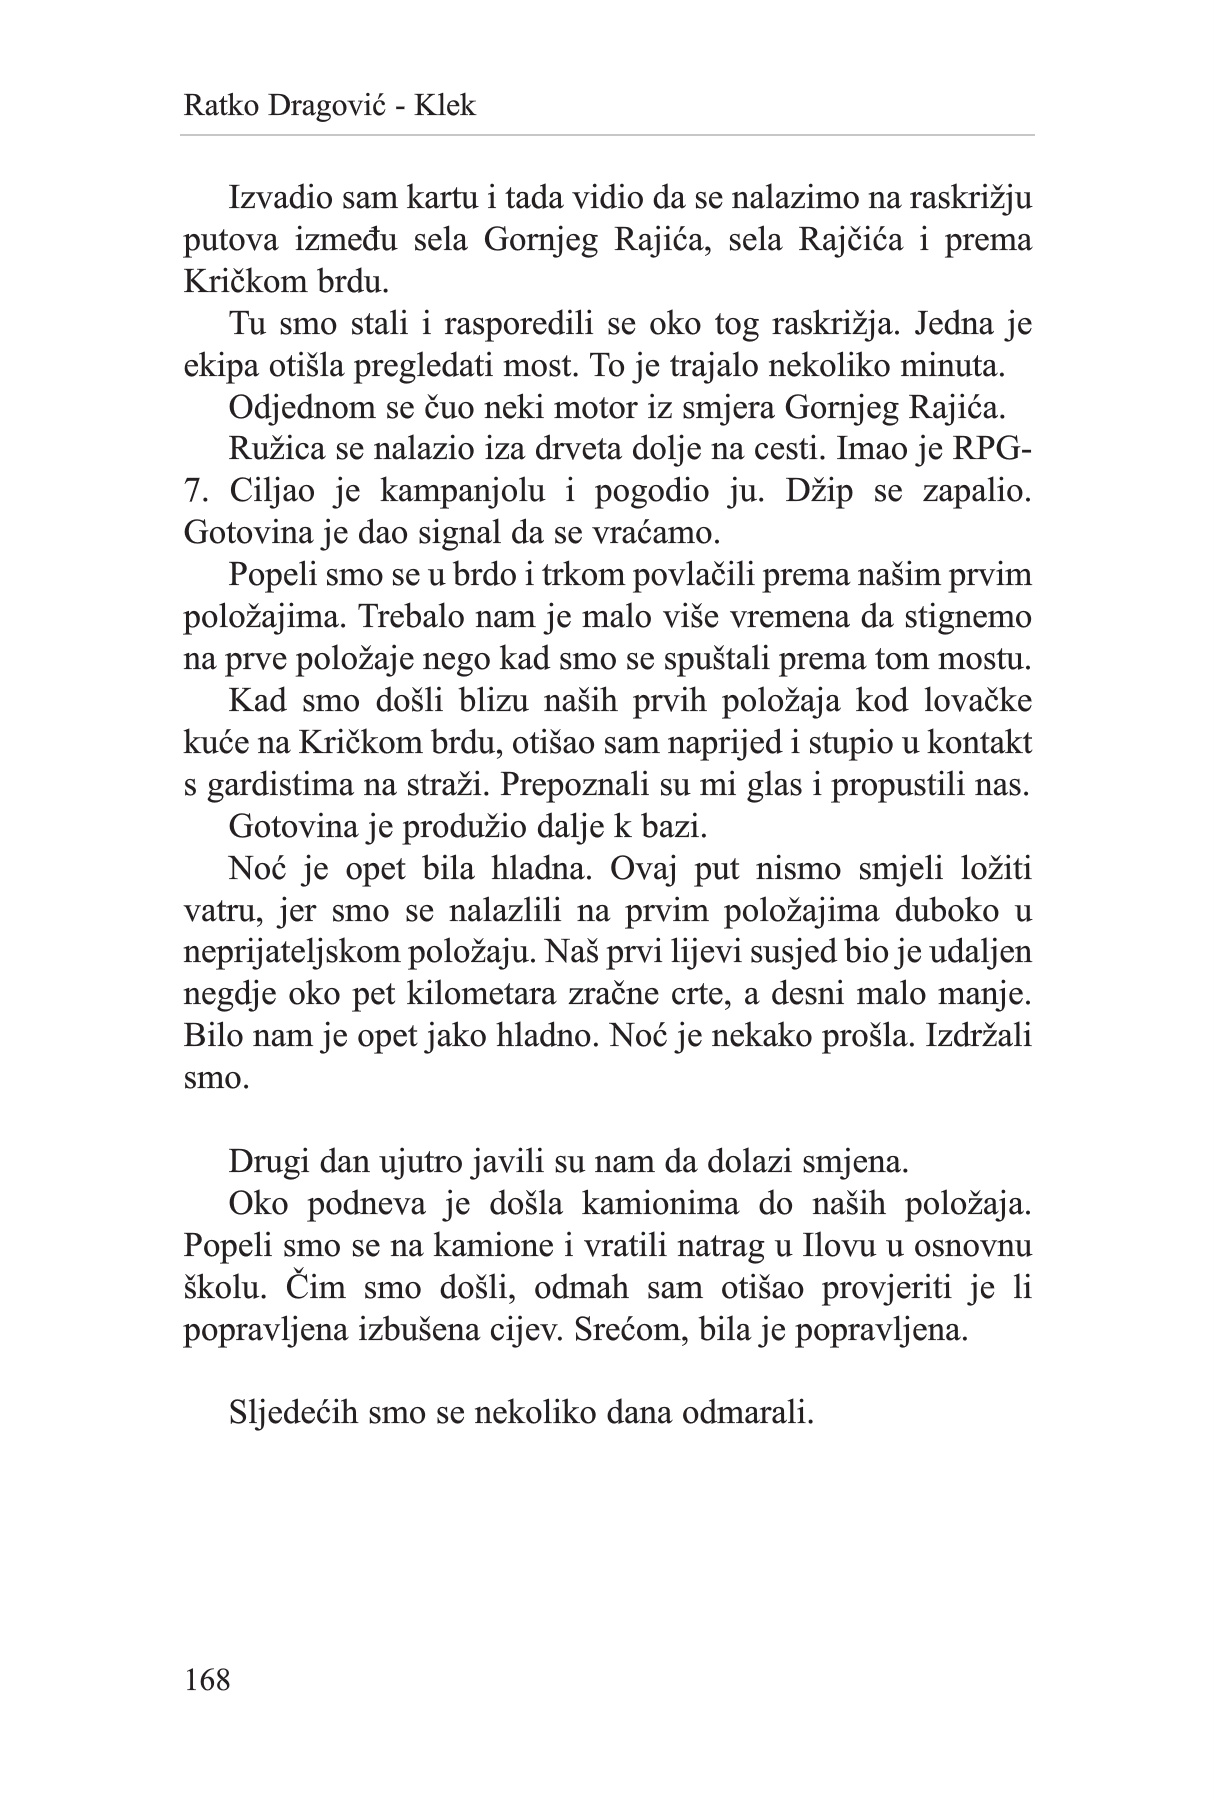 Ratko Dragović - Klek
Izvadio sam kartu i tada vidio da se nalazimo na raskrižju
putova između sela Gornjeg Rajića, sela Rajčića i prema
Kričkom brdu.
Tu smo stali i rasporedili se oko tog raskrižja. Jedna je
ekipa otišla pregledati most. To je trajalo nekoliko minuta.
Odjednom se čuo neki motor iz smjera Gornjeg Rajića.
Ružica se nalazio iza drveta dolje na cesti. Imao je RPG-
7. Ciljao je kampanjolu i pogodio ju. Džip se zapalio.
Gotovina je dao signal da se vraćamo.
Popeli smo se u brdo i trkom povlačili prema našim prvim
položajima. Trebalo nam je malo više vremena da stignemo
na prve položaje nego kad smo se spuštali prema tom mostu.
Kad smo došli blizu naših prvih položaja kod lovačke
kuće na Kričkom brdu, otišao sam naprijed i stupio u kontakt
s gardistima na straži. Prepoznali su mi glas i propustili nas.
Gotovina je produžio dalje k bazi.
Noć je opet bila hladna. Ovaj put nismo smjeli ložiti
vatru, jer smo se nalazlili na prvim položajima duboko u
neprijateljskom položaju. Naš prvi lijevi susjed bio je udaljen
negdje oko pet kilometara zračne crte, a desni malo manje.
Bilo nam je opet jako hladno. Noć je nekako prošla. Izdržali
smo.
Drugi dan ujutro javili su nam da dolazi smjena.
Oko podneva je došla kamionima do naših položaja.
Popeli smo se na kamione i vratili natrag u Ilovu u osnovnu
školu. Čim smo došli, odmah sam otišao provjeriti je li
popravljena izbušena cijev. Srećom, bila je popravljena.
Sljedećih smo se nekoliko dana odmarali.
168